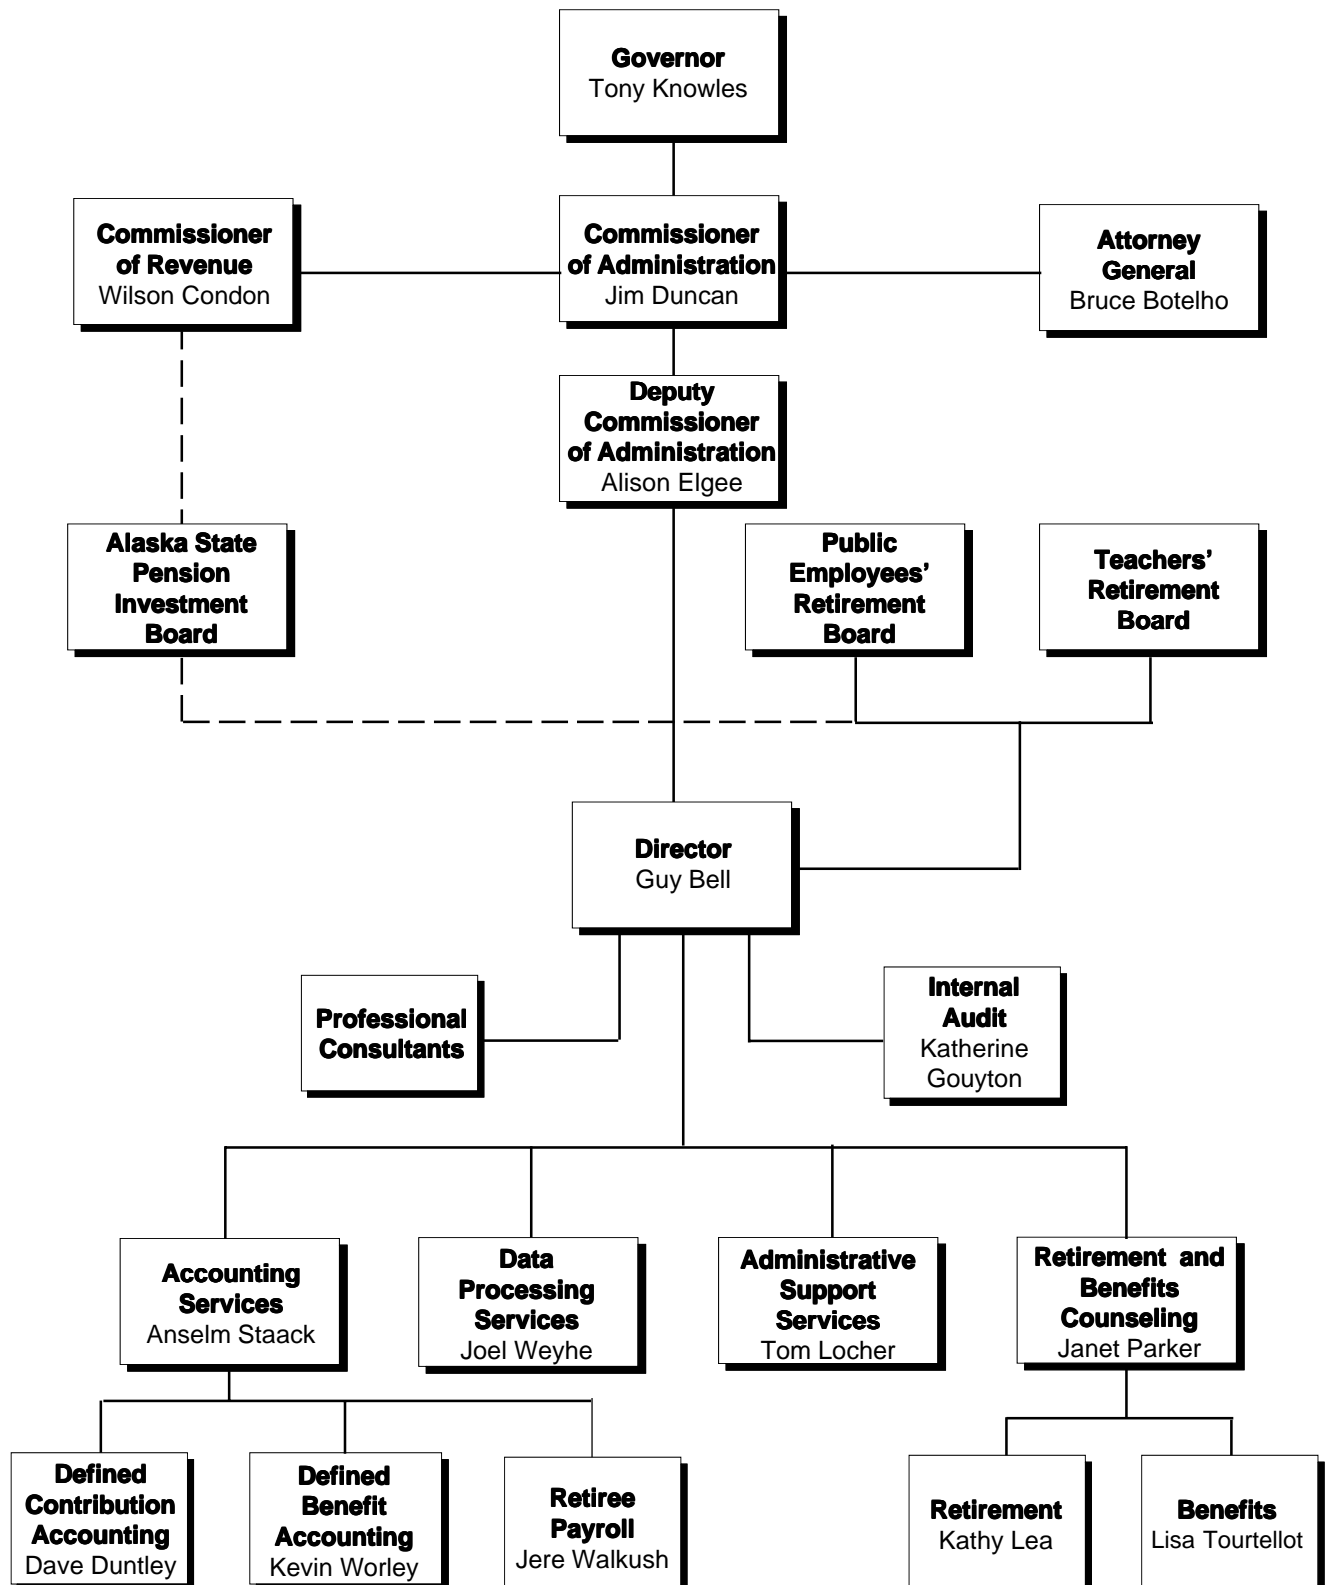 Governor
Tony Knowles
Commissioner
of Revenue
Wilson Condon
Commissioner
of Administration
Jim Duncan
Attorney
General
Bruce Botelho
Deputy
Commissioner
of Administration
Alison Elgee
Alaska State
Pension
Investment
Board
Public
Employees’
Retirement
Board
Teachers’
Retirement
Board
Director
Guy Bell
Professional
Consultants
Internal
Audit
Katherine
Gouyton
Accounting
Services
Anselm Staack
Data
Processing
Services
Joel Weyhe
Administrative
Support
Services
Tom Locher
Retirement and
Benefits
Counseling
Janet Parker
Defined
Contribution
Accounting
Dave Duntley
Defined
Benefit
Accounting
Kevin Worley
Retiree
Payroll
Jere Walkush
Retirement
Kathy Lea
Benefits
Lisa Tourtellot